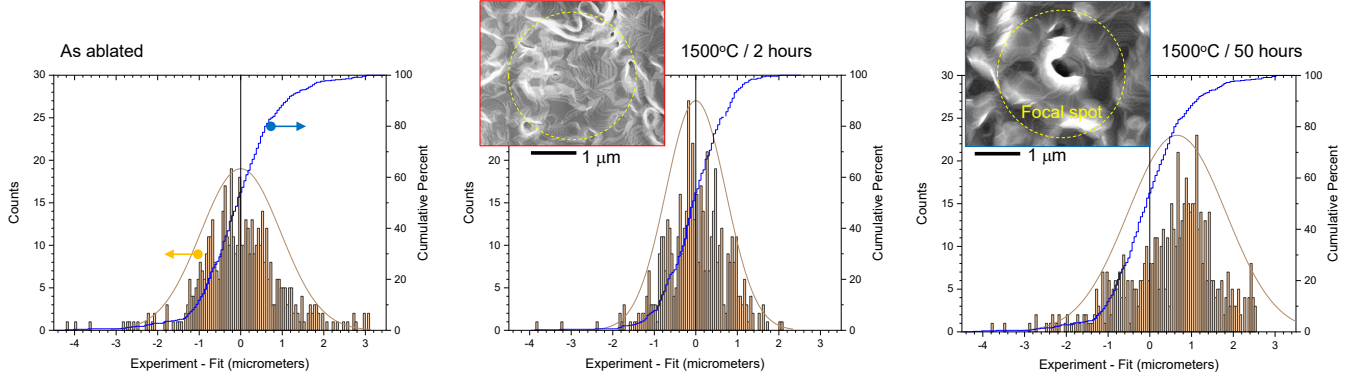 As ablated
30
25
20
15
10
5
0
Counts
100
80
60
40
20
0
Cumulative Percent
-4 -3 -2 -1 0 1 2 3
Experiment - Fit (micrometers)
1500°C / 2 hours
1 μm
30
25
20
15
10
5
0
Counts
100
80
60
40
20
0
Cumulative Percent
-4 -3 -2 -1 0 1 2 3
Experiment - Fit (micrometers)
1500°C / 50 hours
Focal spot
1 μm
30
25
20
15
10
5
0
Counts
100
80
60
40
20
0
Cumulative Percent
-4 -3 -2 -1 0 1 2 3
Experiment - Fit (micrometers)